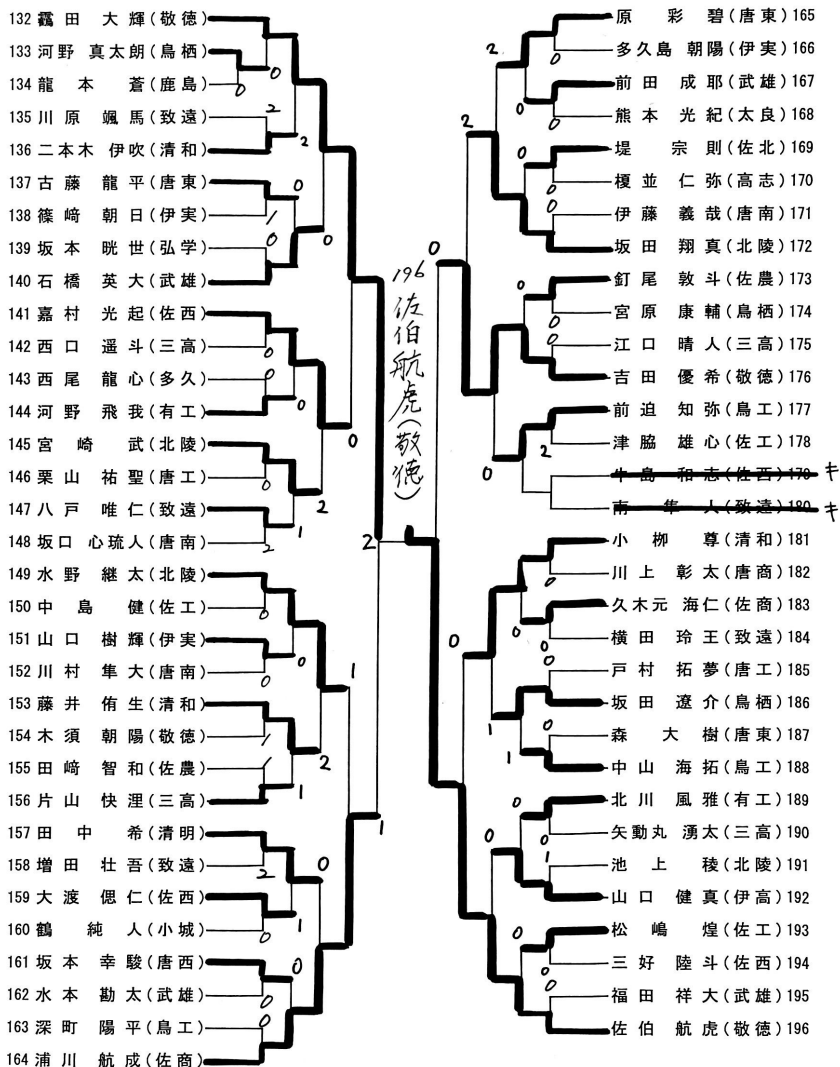 132 靏田 大輝(敬徳)
133 河野 真太朗(鳥栖)
134 龍本 蒼(鹿島)
135 川原 颯馬(致遠)
136 二本木 伊吹(清和)
137 古藤 龍平(唐東)
138 篠﨑 朝日(伊実)
139 坂本 晄世(弘学)
140 石橋 英大(武雄)
141 嘉村 光起(佐西)
142 西口 遥斗(三高)
143 西尾 龍心(多久)
144 河野 飛我(有工)
145 宮崎 武(北陵)
146 栗山 祐聖(唐工)
147 八戸 唯仁(致遠)
148 坂口 心琉人(唐南)
149 水野 継太(北陵)
150 中島 健(佐工)
151 山口 樹輝(伊実)
152 川村 隼大(唐南)
153 藤井 侑生(清和)
154 木須 朝陽(敬徳)
155 田﨑 智和(佐農)
156 片山 快浬(三高)
157 田中 希(清明)
158 増田 壮吾(致遠)
159 大渡 偲仁(佐西)
160 鶴 純人(小城)
161 坂本 幸駿(唐西)
162 水本 勘太(武雄)
163 深町 陽平(鳥工)
164 浦川 航成(佐商)
196 佐伯航虎(敬徳)
原 彩碧(唐東) 165
多久島 朝陽(伊実) 166
前田 成耶(武雄) 167
熊本 光紀(太良) 168
堤 宗則(佐北) 169
榎並 仁弥(高志) 170
伊藤 義哉(唐南) 171
坂田 翔真(北陵) 172
釘尾 敦斗(佐農) 173
宮原 康輔(鳥栖) 174
江口 晴人(三高) 175
吉田 優希(敬徳) 176
前迫 知弥(鳥工) 177
津脇 雄心(佐工) 178
牛島 和志(佐西) 179 キ
南 隼人(致遠) 180 キ
小栁 尊(清和) 181
川上 彰太(唐商) 182
久木元 海仁(佐商) 183
横田 玲王(致遠) 184
戸村 拓夢(唐工) 185
坂田 遼介(鳥栖) 186
森 大樹(唐東) 187
中山 海拓(鳥工) 188
北川 風雅(有工) 189
矢動丸 湧太(三高) 190
池上 稜(北陵) 191
山口 健真(伊高) 192
松嶋 煌(佐工) 193
三好 陸斗(佐西) 194
福田 祥大(武雄) 195
佐伯 航虎(敬徳) 196